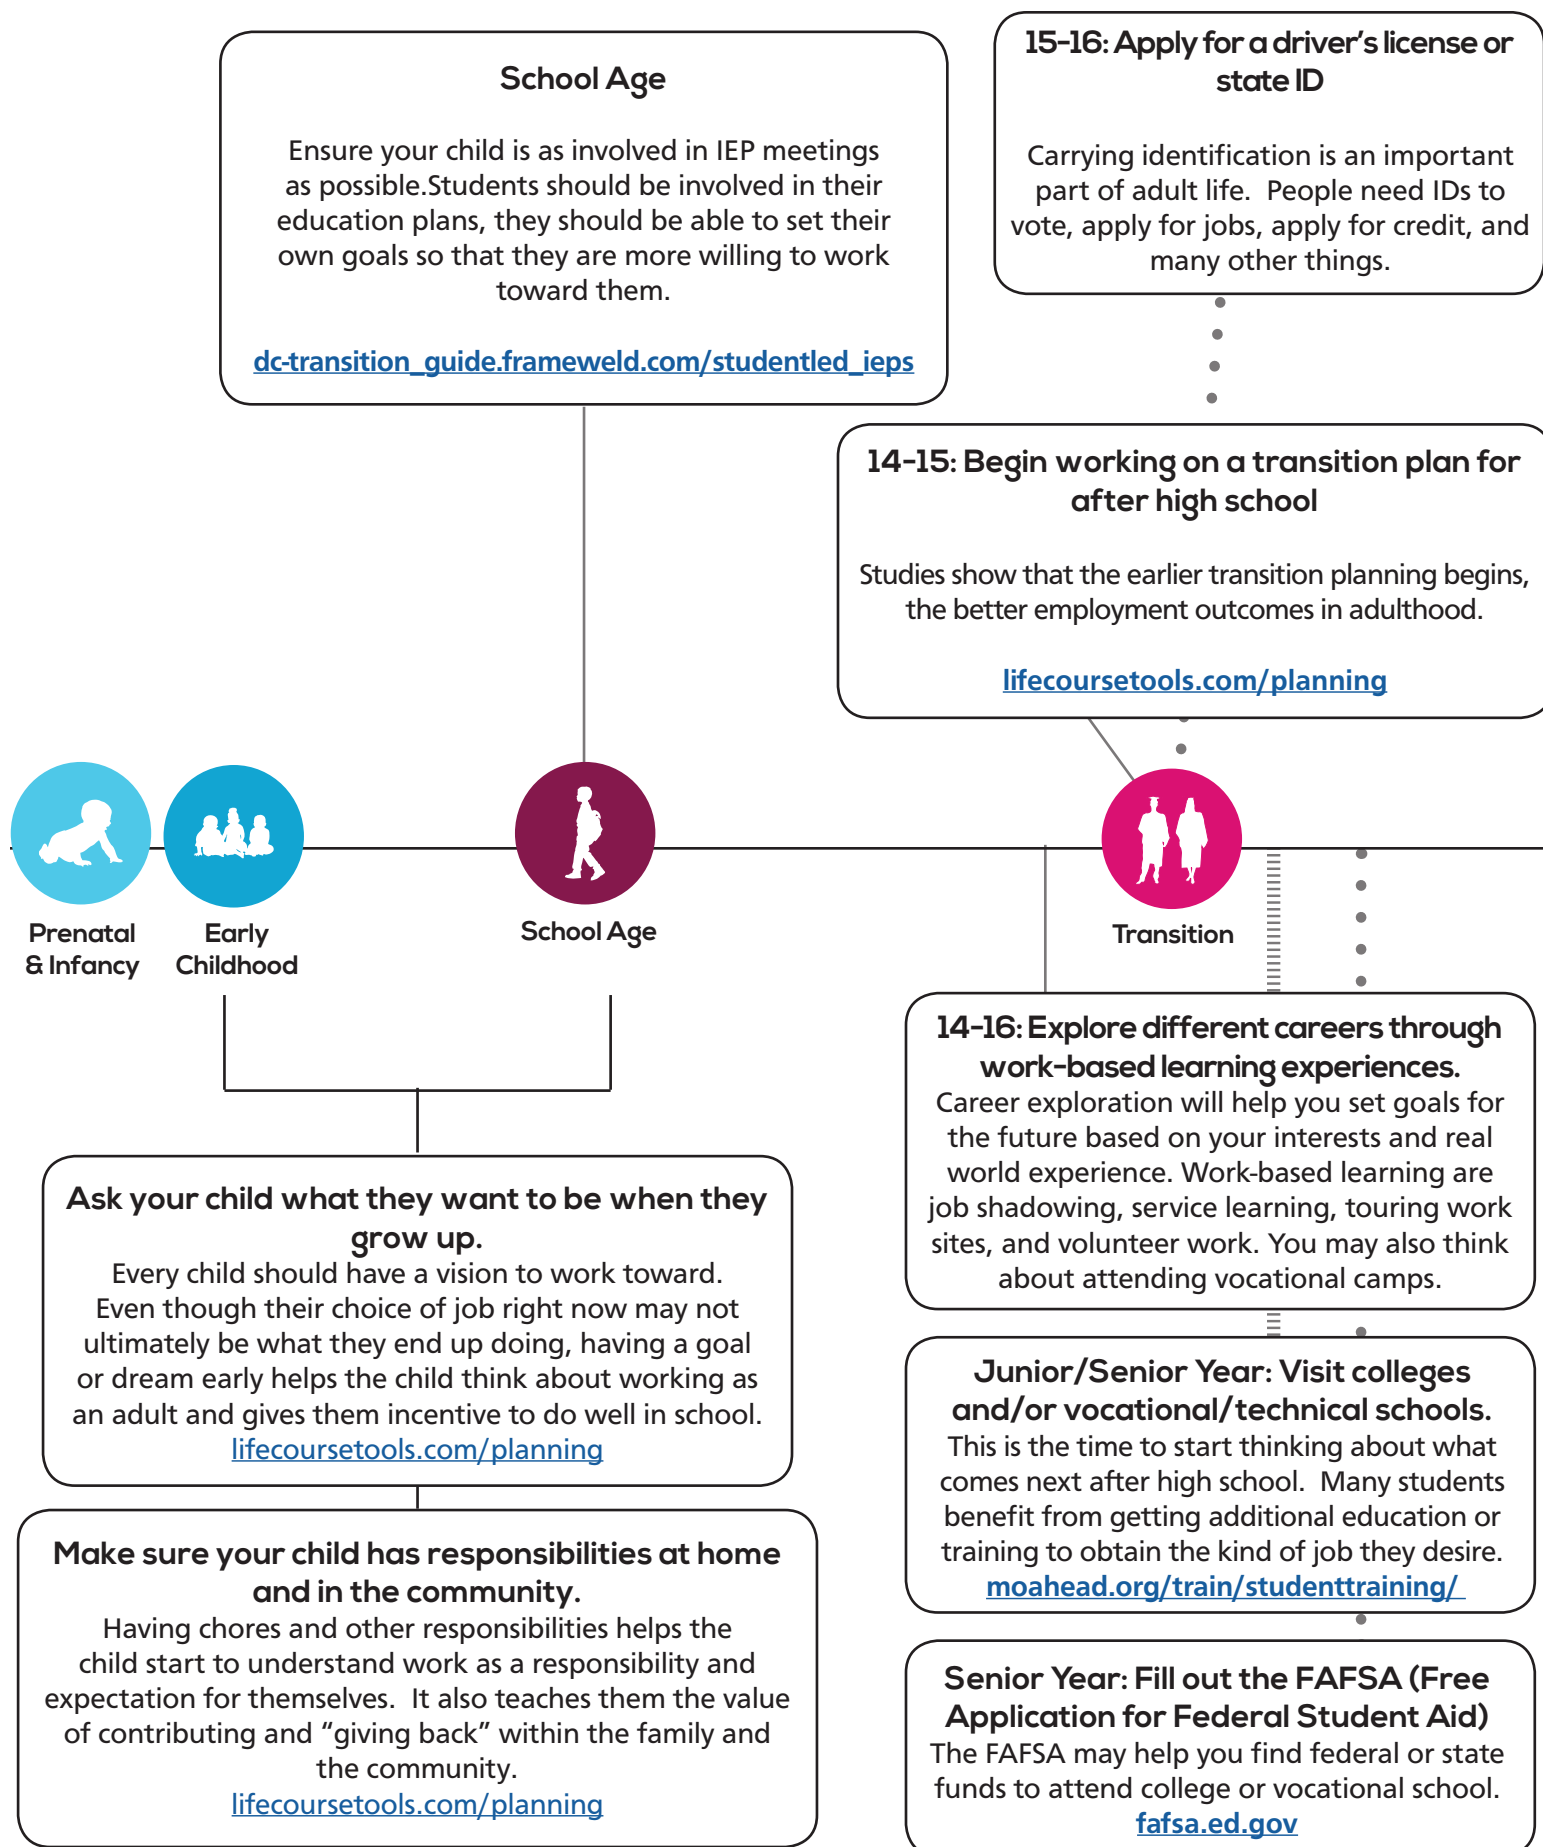 School Age
Ensure your child is as involved in IEP meetings
as possible.Students should be involved in their
education plans, they should be able to set their
own goals so that they are more willing to work
toward them.
dc-transition_guide.frameweld.com/studentled_ieps
15-16: Apply for a driver's license or
state ID
Carrying identification is an important
part of adult life.  People need IDs to
vote, apply for jobs, apply for credit, and
many other things.
14-15: Begin working on a transition plan for
after high school
Studies show that the earlier transition planning begins,
the better employment outcomes in adulthood.
lifecoursetools.com/planning
Prenatal
& Infancy
Early
Childhood
School Age
Transition
Ask your child what they want to be when they
grow up.
Every child should have a vision to work toward.
Even though their choice of job right now may not
ultimately be what they end up doing, having a goal
or dream early helps the child think about working as
an adult and gives them incentive to do well in school.
lifecoursetools.com/planning
Make sure your child has responsibilities at home
and in the community.
Having chores and other responsibilities helps the
child start to understand work as a responsibility and
expectation for themselves.  It also teaches them the value
of contributing and “giving back” within the family and
the community.
lifecoursetools.com/planning
14-16: Explore different careers through
work-based learning experiences.
Career exploration will help you set goals for
the future based on your interests and real
world experience. Work-based learning are
job shadowing, service learning, touring work
sites, and volunteer work. You may also think
about attending vocational camps.
Junior/Senior Year: Visit colleges
and/or vocational/technical schools.
This is the time to start thinking about what
comes next after high school.  Many students
benefit from getting additional education or
training to obtain the kind of job they desire.
moahead.org/train/studenttraining/
Senior Year: Fill out the FAFSA (Free
Application for Federal Student Aid)
The FAFSA may help you find federal or state
funds to attend college or vocational school.
fafsa.ed.gov